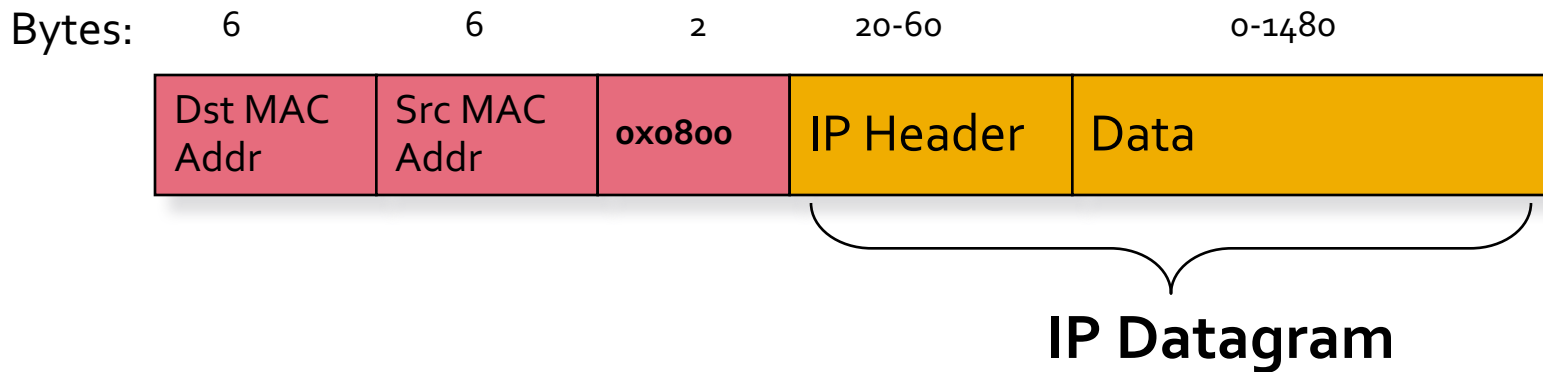 Bytes: 6 6 2 20-60 0-1480
Dst MAC Addr
Src MAC Addr
0x0800
IP Header
Data
IP Datagram